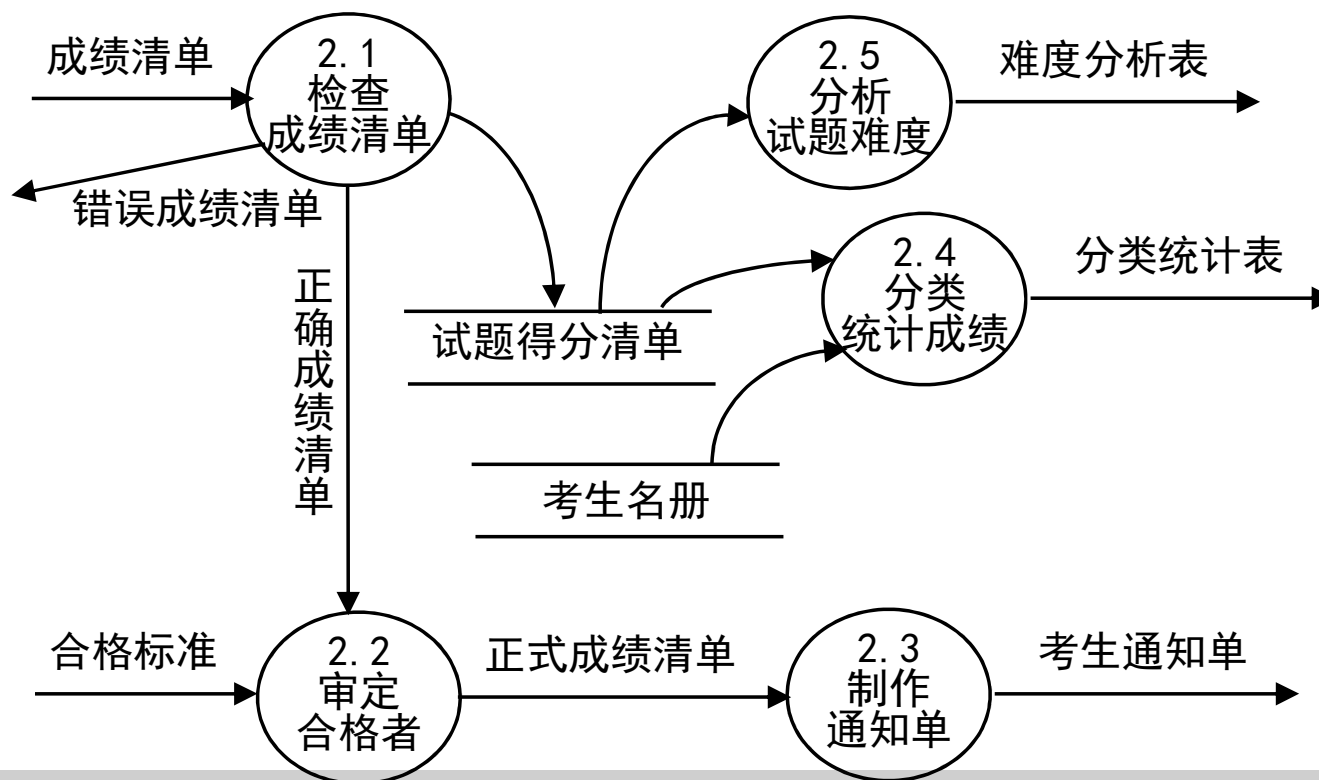 成绩清单
2.1
检查
成绩清单
错误成绩清单
2.5
分析
试题难度
难度分析表
2.4
分类
统计成绩
分类统计表
试题得分清单
正确成绩清单
考生名册
合格标准
2.2
审定
合格者
正式成绩清单
2.3
制作
通知单
考生通知单